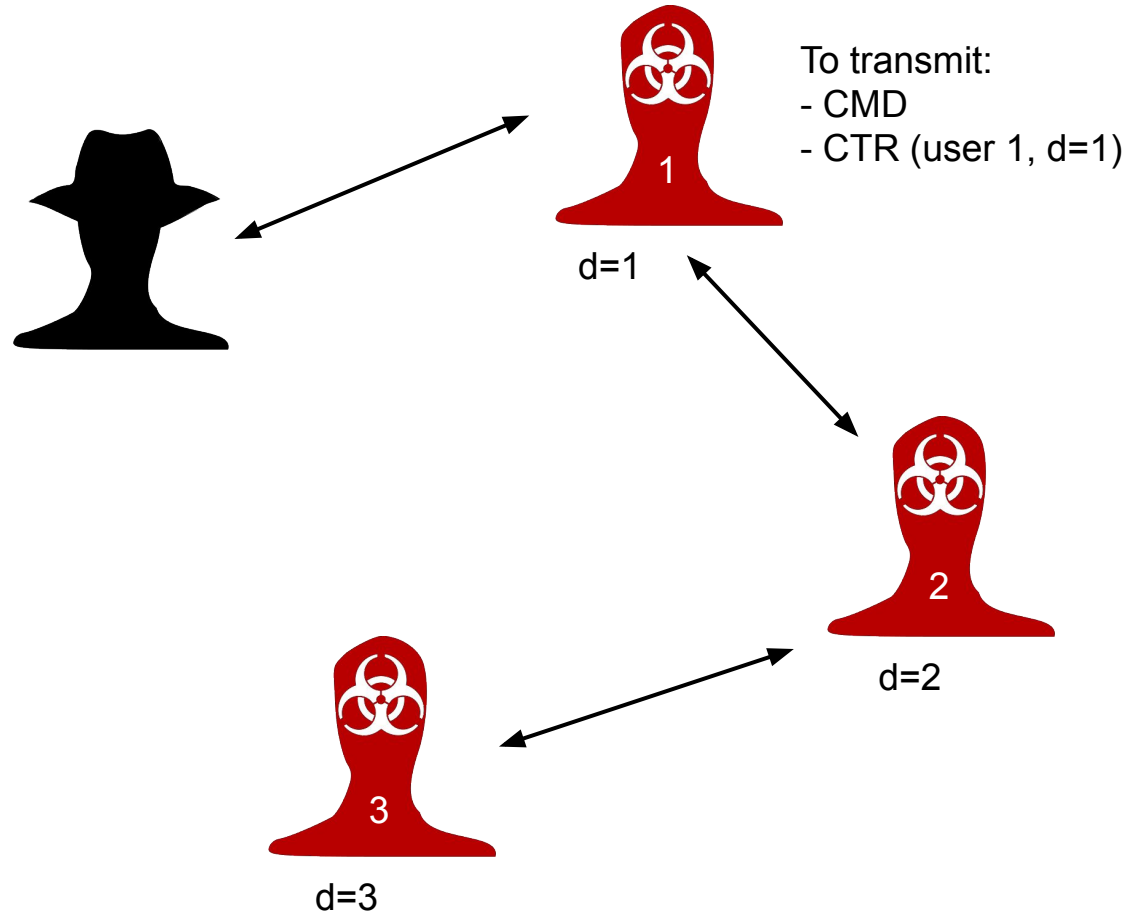 To transmit:
- CMD
- CTR (user 1, d=1)
1
d=1
2
d=2
3
d=3